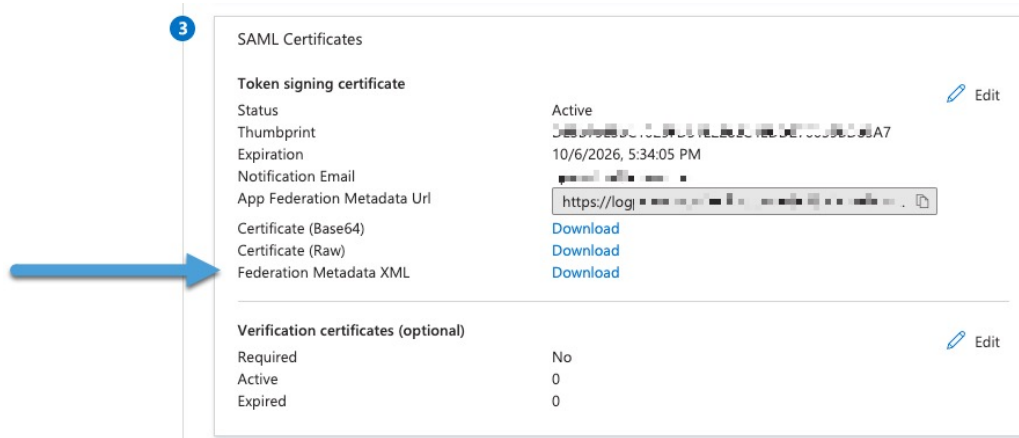 3
SAML Certificates
Token signing certificate
Edit
Status Active
Thumbprint
Expiration 10/6/2026, 5:34:05 PM
Notification Email
App Federation Metadata Url
Certificate (Base64) Download
Certificate (Raw) Download
Federation Metadata XML Download
Verification certificates (optional)
Edit
Required No
Active 0
Expired 0